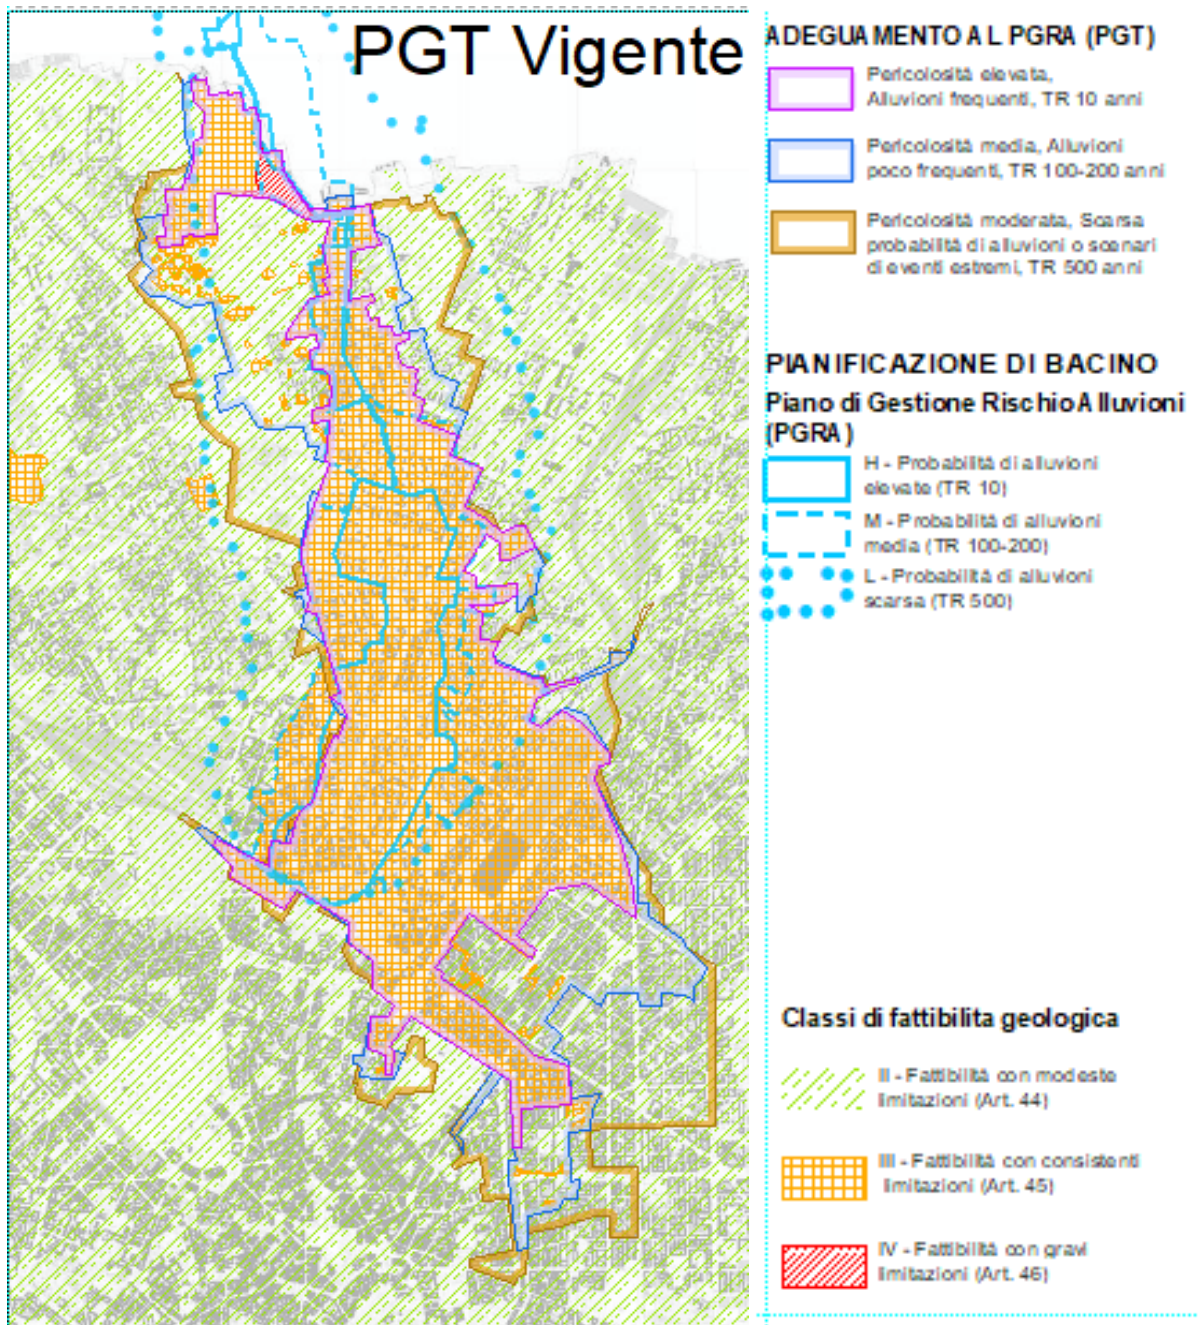 PGT Vigente
ADEGUAMENTO AL PGRA (PGT)
Pericolosità elevata,
Alluvioni frequenti, TR 10 anni
Pericolosità media, Alluvioni
poco frequenti, TR 100-200 anni
Pericolosità moderata, Scarsa
probabilità di alluvioni o scenari
di eventi estremi, TR 500 anni
PIANIFICAZIONE DI BACINO
Piano di Gestione Rischio Alluvioni
(PGRA)
H - Probabilità di alluvioni
elevate (TR 10)
M - Probabilità di alluvioni
media (TR 100-200)
L - Probabilità di alluvioni
scarsa (TR 500)
Classi di fattibilita geologica
II - Fattibilità con modeste
limitazioni (Art. 44)
III - Fattibilità con consistenti
limitazioni (Art. 45)
IV - Fattibilità con gravi
limitazioni (Art. 46)